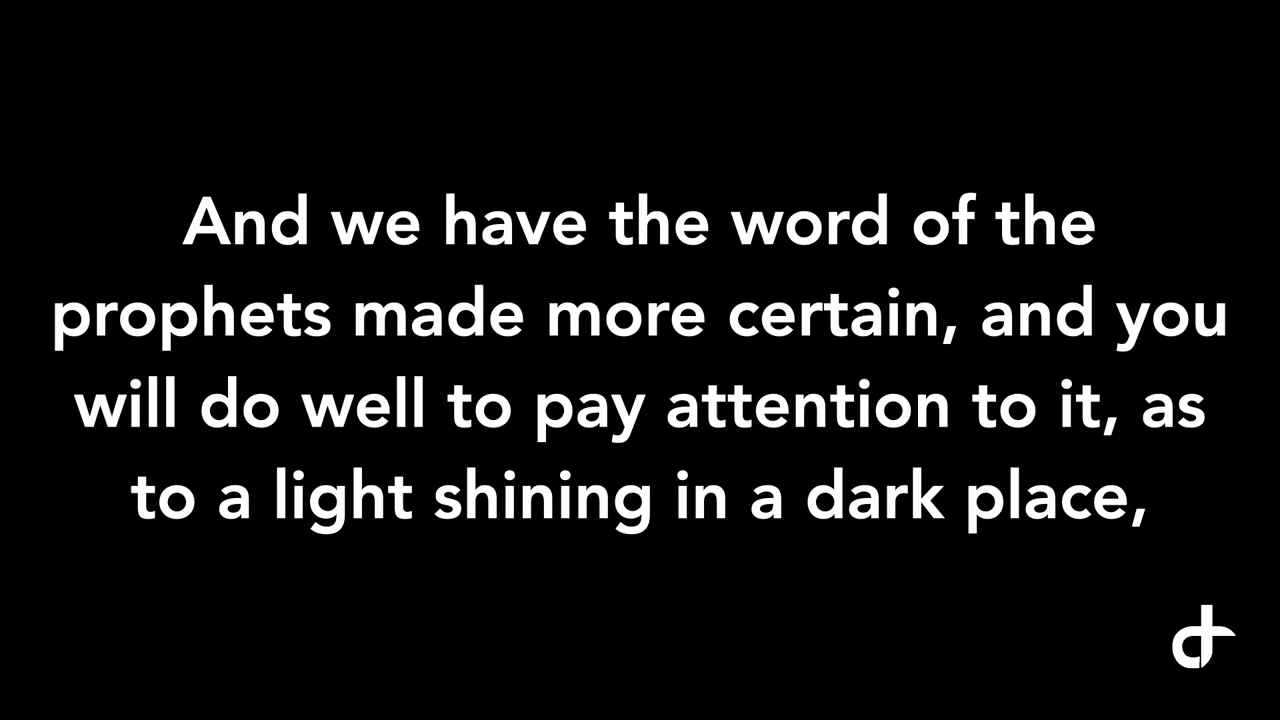 And we have the word of the
prophets made more certain, and you
will do well to pay attention to it, as
to a light shining in a dark place,